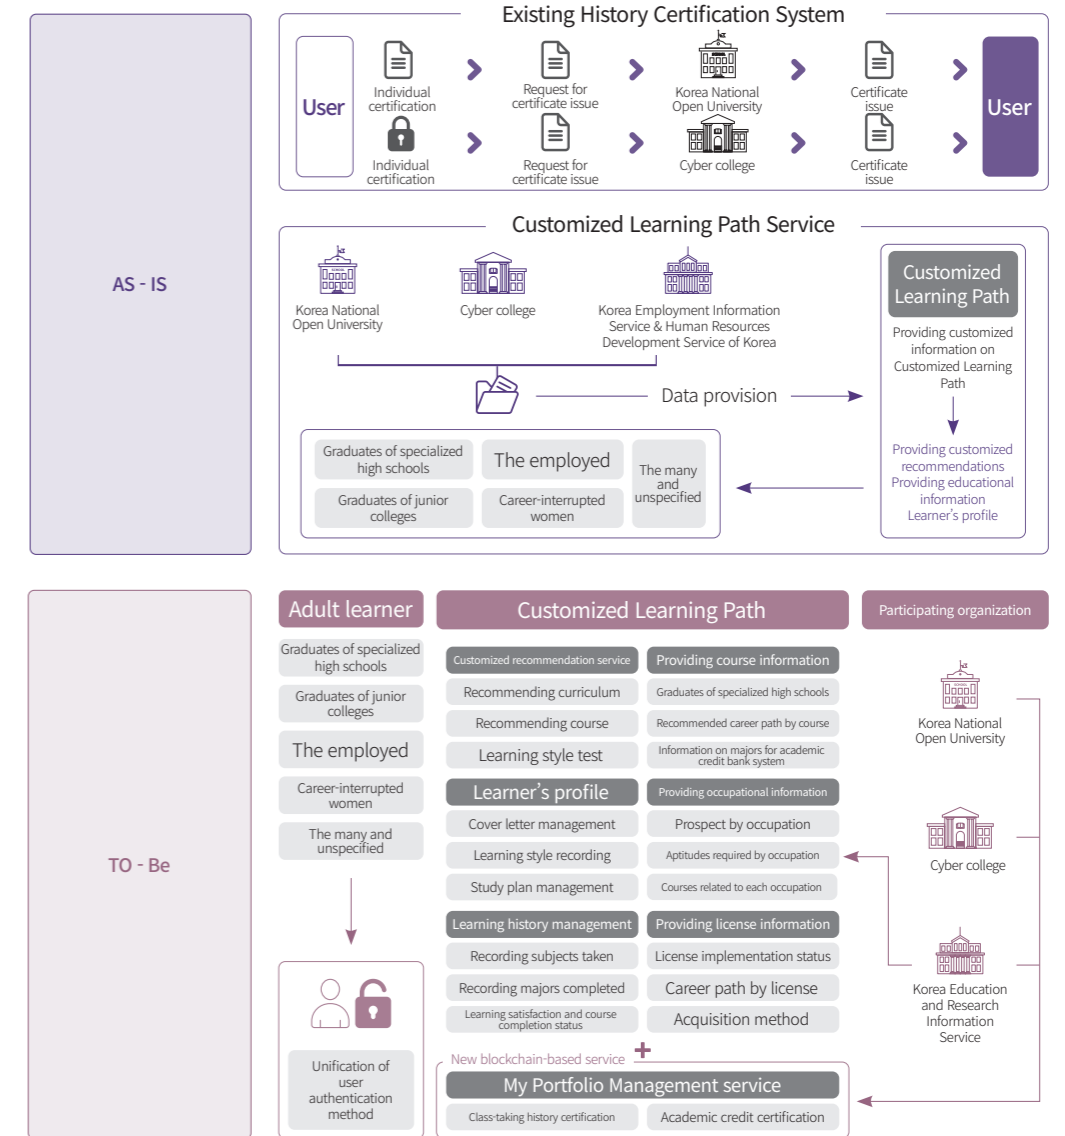 Existing History Certification System
User
Individual
certification
Request for
certificate issue
Korea National
Open University
Certificate
issue
User
Individual
certification
Request for
certificate issue
Cyber college
Certificate
issue
AS - IS
Customized Learning Path Service
SCHOOL
Korea National
Open University
Cyber college
Korea Employment Information
Service & Human Resources
Development Service of Korea
Data provision
Customized
Learning Path
Providing customized
information on
Customized Learning
Path
Providing customized
recommendations
Providing educational
information
Learner's profile
Graduates of specialized
high schools
The employed
The many
and
unspecified
Graduates of junior
colleges
Career-interrupted
women
TO - Be
Adult learner
Graduates of specialized
high schools
Graduates of junior
colleges
The employed
Career-interrupted
women
The many and
unspecified
Unification of
user
authentication
method
Customized Learning Path
Customized recommendation service
Recommending curriculum
Recommending course
Learning style test
Providing course information
Graduates of specialized high schools
Recommended career path by course
Information on majors for academic
credit bank system
Learner's profile
Cover letter management
Learning style recording
Study plan management
Providing occupational information
Prospect by occupation
Aptitudes required by occupation
Courses related to each occupation
Learning history management
Recording subjects taken
Recording majors completed
Learning satisfaction and course
completion status
Providing license information
License implementation status
Career path by license
Acquisition method
+
New blockchain-based service
My Portfolio Management service
Class-taking history certification
Academic credit certification
Participating organization
SCHOOL
Korea National
Open University
Cyber college
Korea Education
and Research
Information
Service